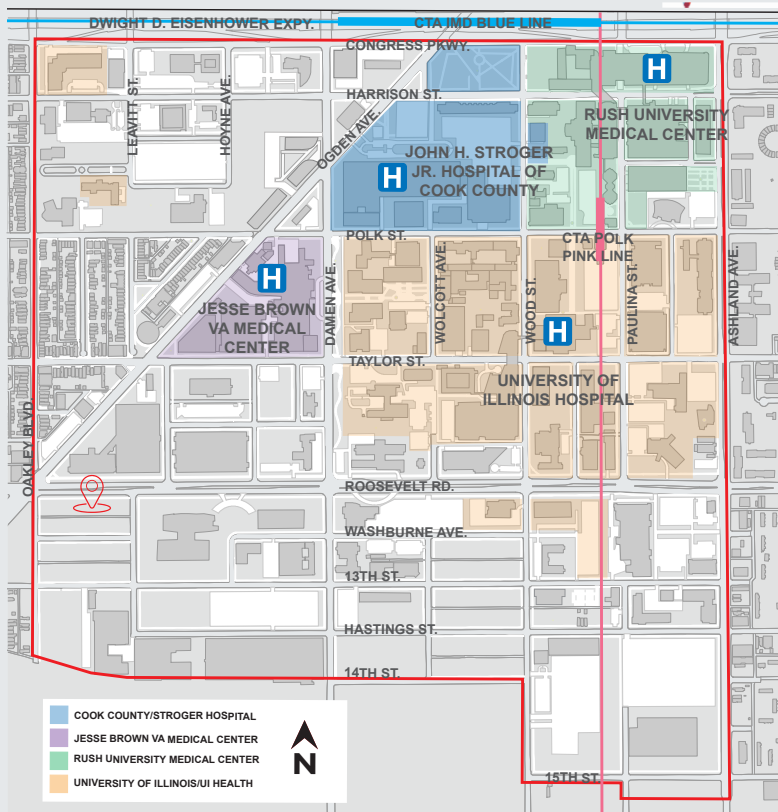 DWIGHT D. EISENHOWER EXPY.
CTA IMD BLUE LINE
CONGRESS PKWY.
H
LEAVITT ST.
HOYNE AVE.
HARRISON ST.
OGDEN AVE.
RUSH UNIVERSITY
MEDICAL CENTER
H
JOHN H. STROGER
JR. HOSPITAL OF
COOK COUNTY
POLK ST.
CTA POLK
PINK LINE
H
JESSE BROWN
VA MEDICAL
CENTER
DAMEN AVE.
WOLCOTT AVE.
WOOD ST.
H
PAULINA ST.
ASHLAND AVE.
TAYLOR ST.
UNIVERSITY OF
ILLINOIS HOSPITAL
OAKLEY BLVD.
ROOSEVELT RD.
WASHBURNE AVE.
13TH ST.
HASTINGS ST.
14TH ST.
15TH ST.
COOK COUNTY/STROGER HOSPITAL
JESSE BROWN VA MEDICAL CENTER
RUSH UNIVERSITY MEDICAL CENTER
UNIVERSITY OF ILLINOIS/UI HEALTH
N